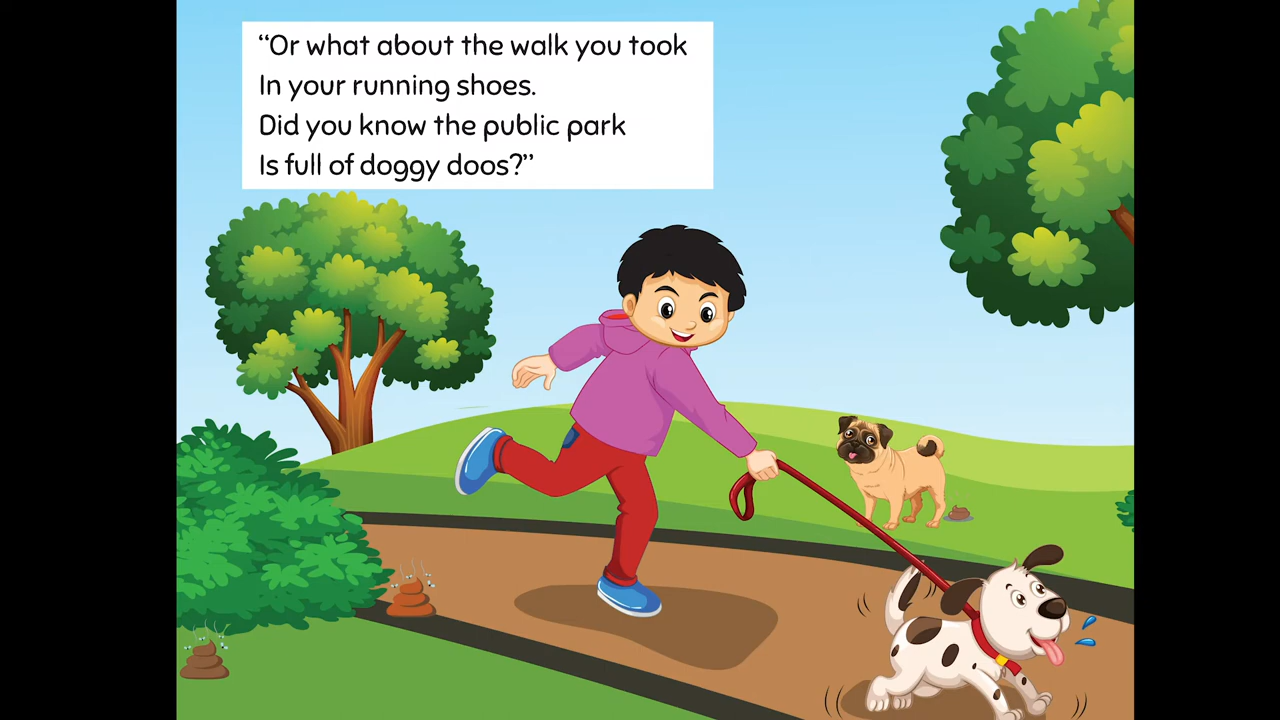 “Or what about the walk you took
In your running shoes.
Did you know the public park
Is full of doggy doos?”